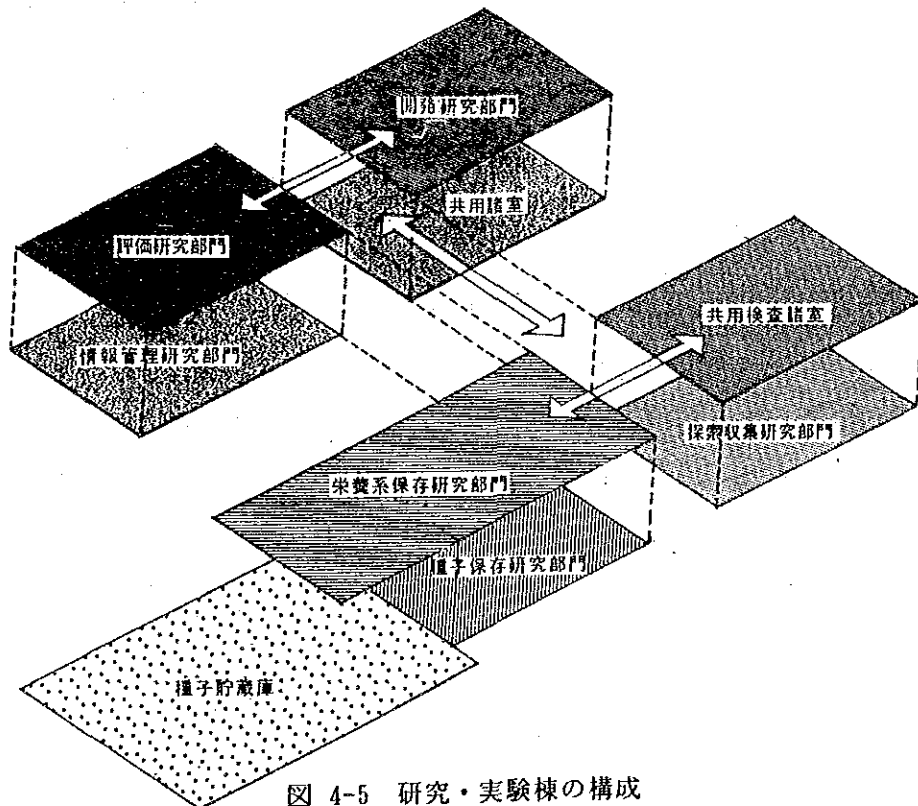 開発研究部門
共用諸室
評価研究部門
情報管理研究部門
共用検査諸室
探索収集研究部門
栄養系保存研究部門
種子保存研究部門
種子貯蔵庫
図 4-5 研究・実験棟の構成